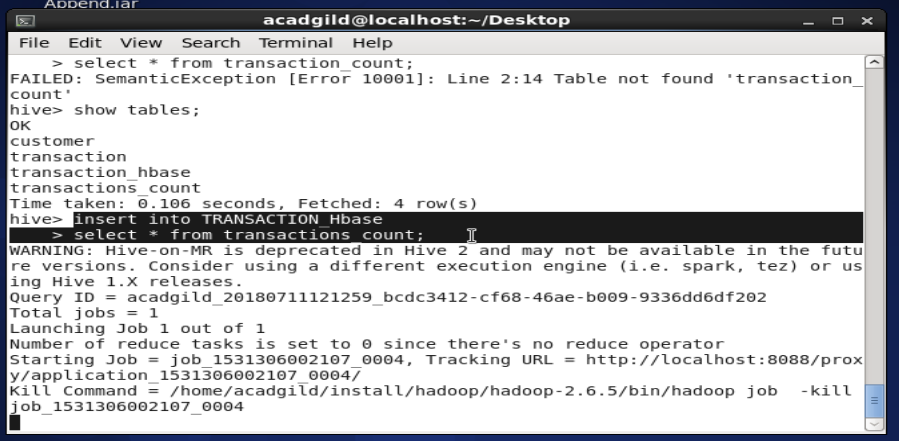 Append.jar
acadgild@localhost:~/Desktop
File Edit View Search Terminal Help
> select * from transaction_count;
FAILED: SemanticException [Error 10001]: Line 2:14 Table not found 'transaction_
count'
hive> show tables;
OK
customer
transaction
transaction_hbase
transactions_count
Time taken: 0.106 seconds, Fetched: 4 row(s)
hive> insert into TRANSACTION_Hbase
> select * from transactions_count;
WARNING: Hive-on-MR is deprecated in Hive 2 and may not be available in the futu
re versions. Consider using a different execution engine (i.e. spark, tez) or us
ing Hive 1.X releases.
Query ID = acadgild_20180711121259_bcdc3412-cf68-46ae-b009-9336dd6df202
Total jobs = 1
Launching Job 1 out of 1
Number of reduce tasks is set to 0 since there's no reduce operator
Starting Job = job_1531306002107_0004, Tracking URL = http://localhost:8088/prox
y/application_1531306002107_0004/
Kill Command = /home/acadgild/install/hadoop/hadoop-2.6.5/bin/hadoop job  -kill
job_1531306002107_0004